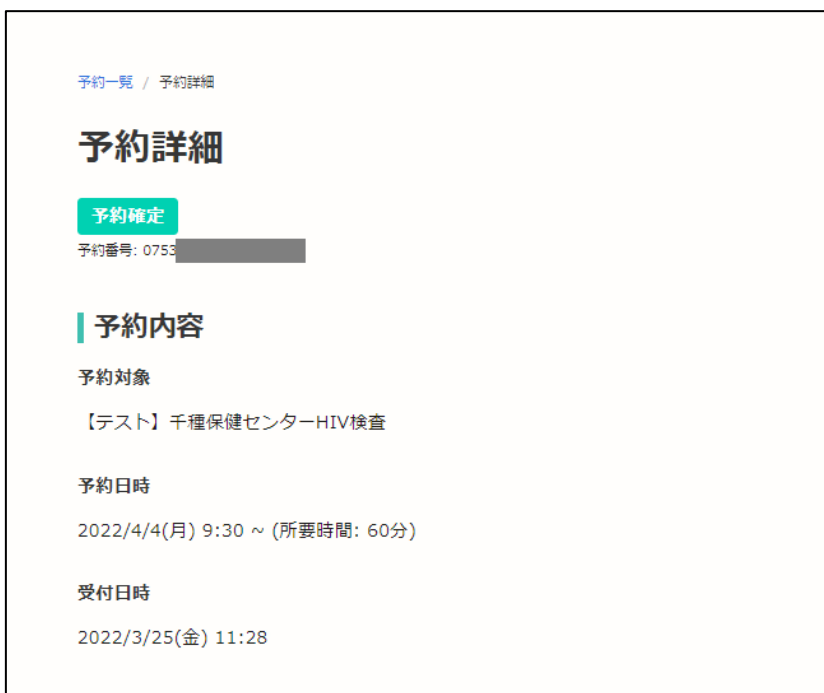 予約一覧 / 予約詳細
予約詳細
予約確定
予約番号: 0753
予約内容
予約対象
【テスト】千種保健センターHIV検査
予約日時
2022/4/4(月) 9:30 ~ (所要時間: 60分)
受付日時
2022/3/25(金) 11:28